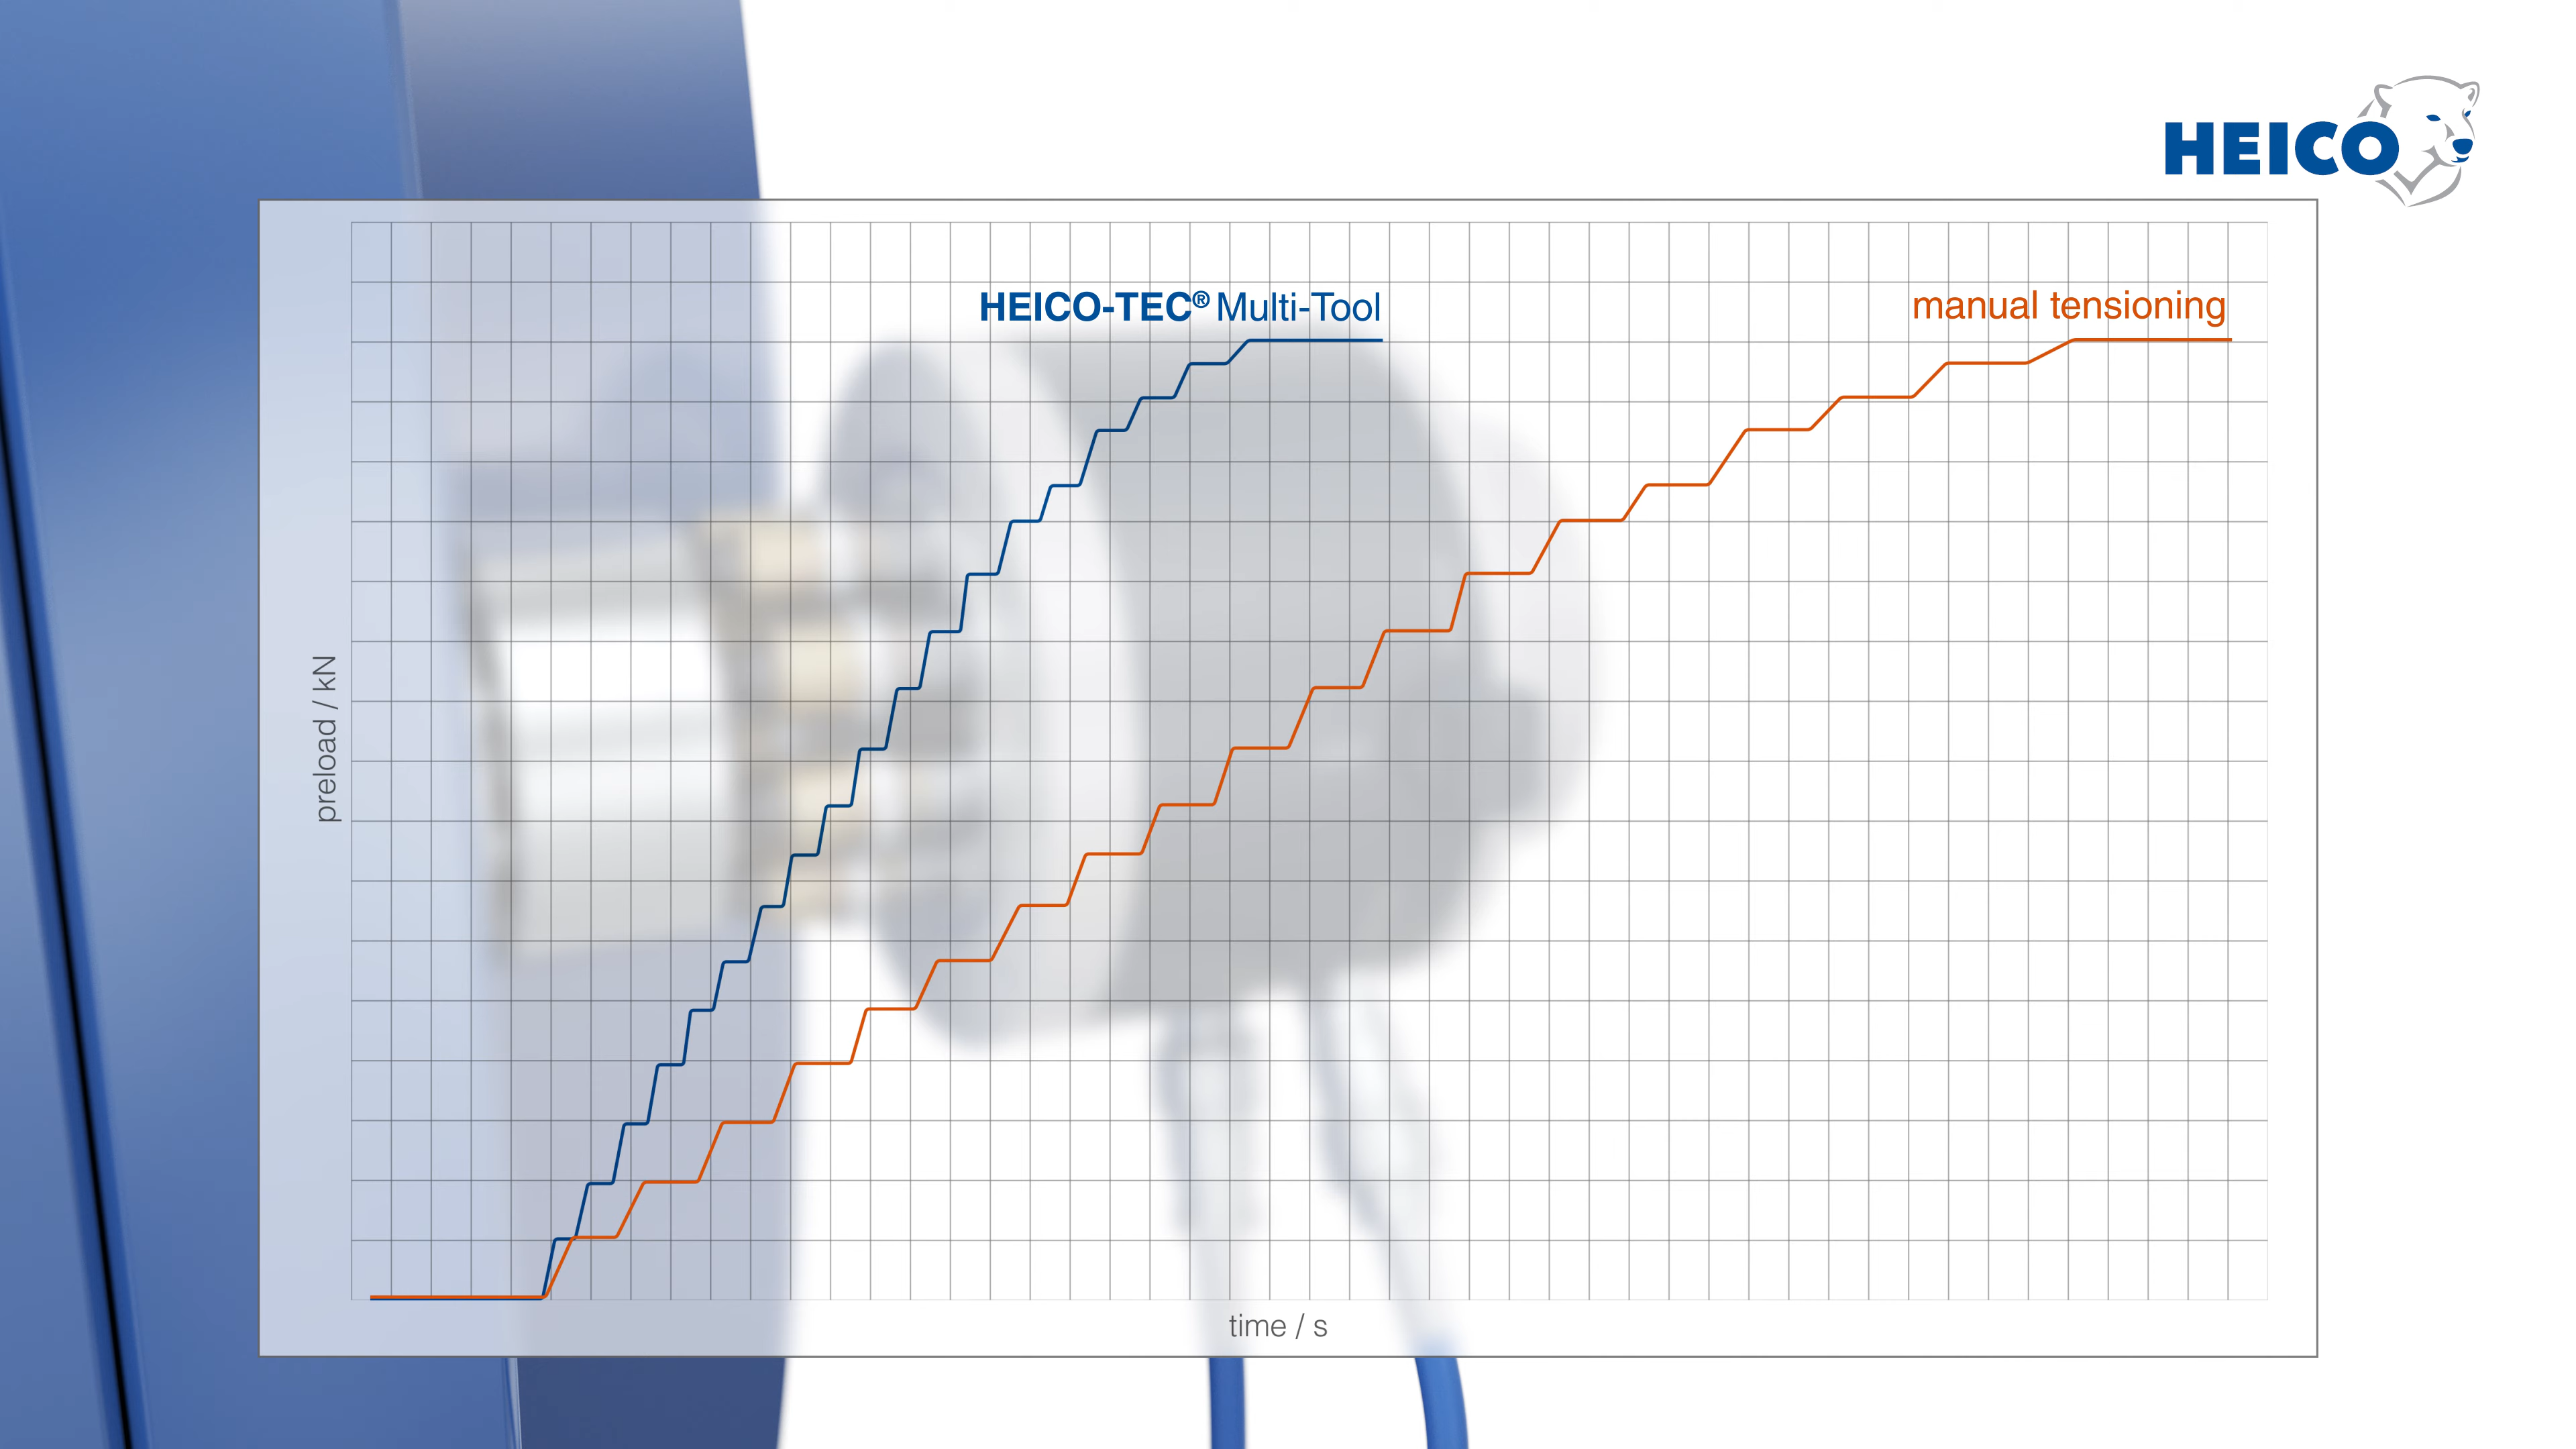 HEICO
HEICO-TEC® Multi-Tool
manual tensioning
preload / kN
time / s